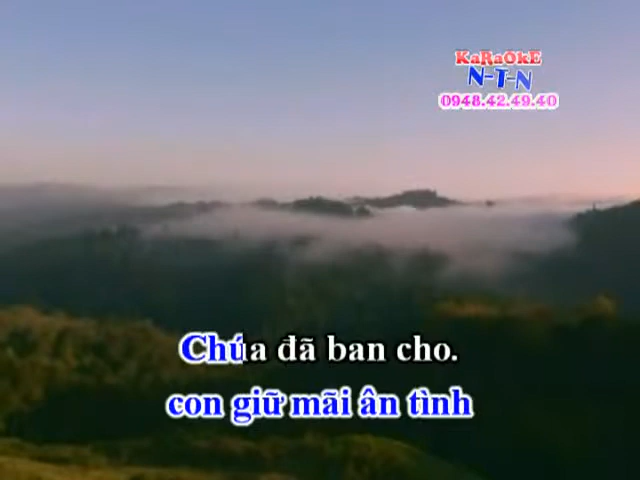 KaRaOkE
N-T-N
0948.42.49.40
Chúa đã ban cho.
con giữ mãi ân tình